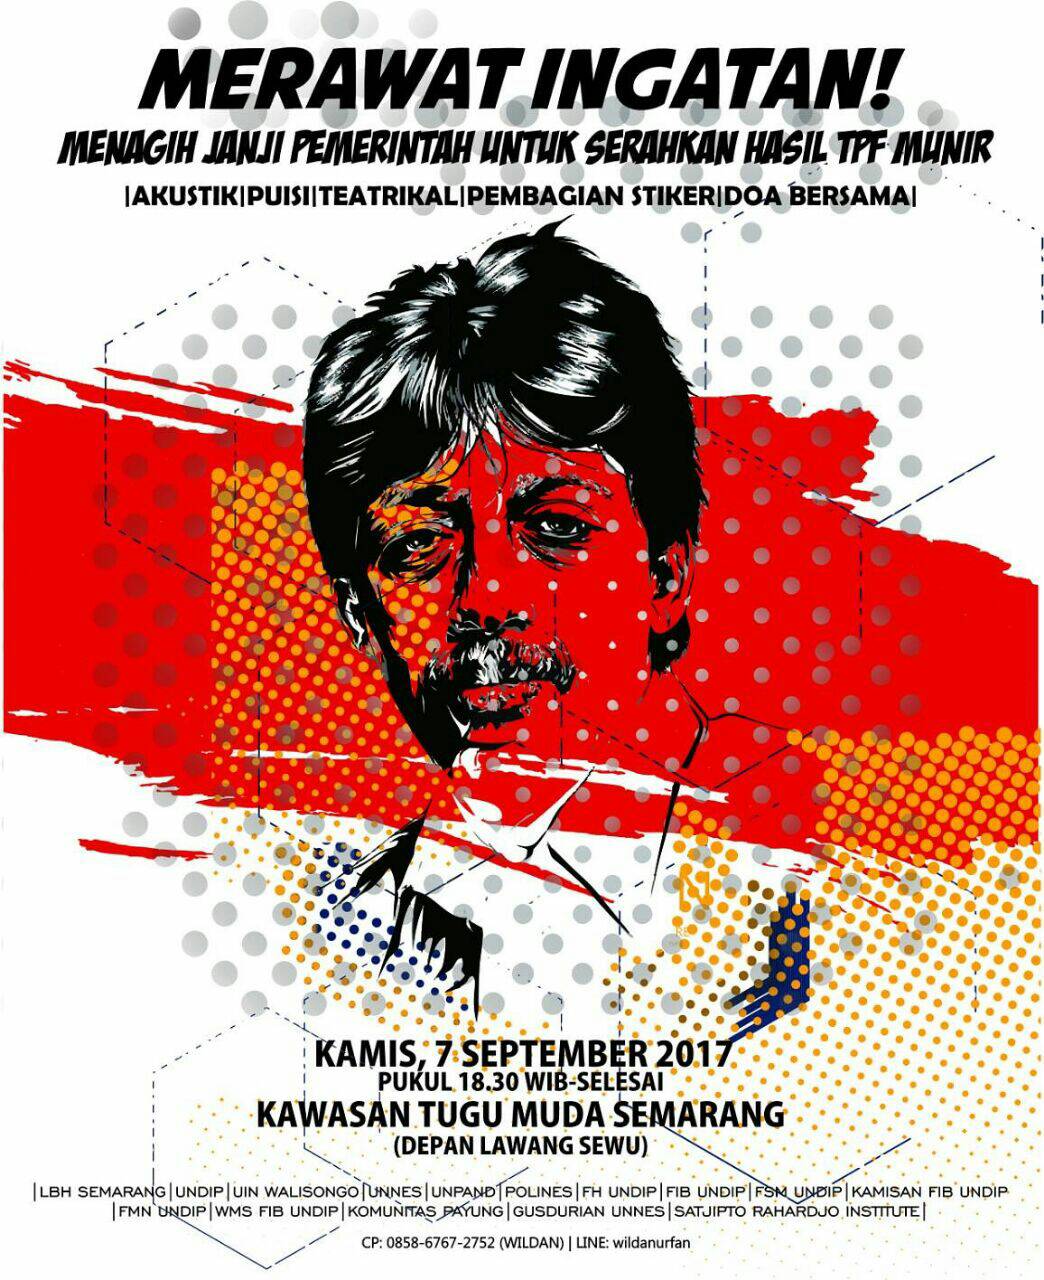 MERAWAT INGATAN!
MENAGIH JANJI PEMERINTAH UNTUK SERAHKAN HASIL TPF MUNIR
|AKUSTIK|PUISI|TEATRIKAL|PEMBAGIAN STIKER|DOA BERSAMA|
KAMIS, 7 SEPTEMBER 2017
PUKUL 18.30 WIB-SELESAI
KAWASAN TUGU MUDA SEMARANG
(DEPAN LAWANG SEWU)
|LBH SEMARANG|UNDIP|UIN WALISONGO|UNNES|UNPAND|POLINES|FH UNDIP|FIB UNDIP|FSM UNDIP|KAMISAN FIB UNDIP
|FMN UNDIP|WMS FIB UNDIP|KOMUNITAS PAYUNG|GUSDURIAN UNNES|SATJIPTO RAHARDJO INSTITUTE|
CP: 0858-6767-2752 (WILDAN) | LINE: wildanurfan